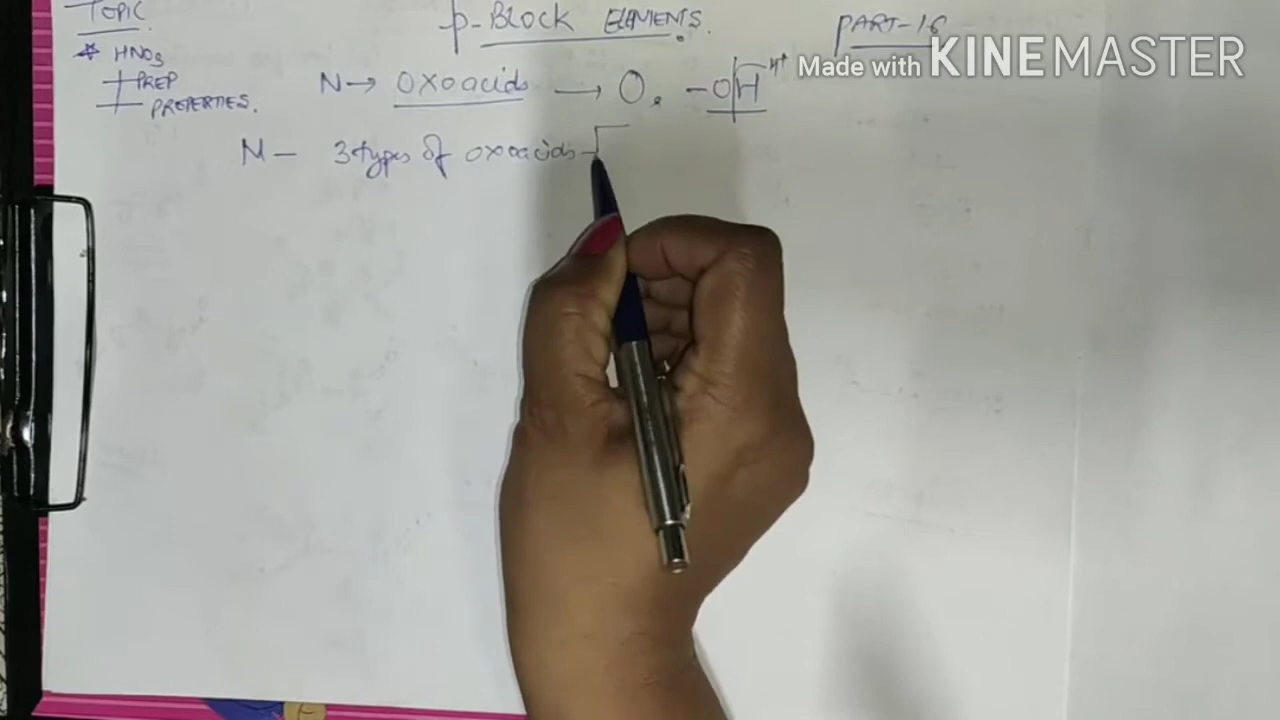 TOPIC
p-BLOCK ELEMENTS.
PART-16
* HNO3
PREP
PROPERTIES.
N → oxoacids → O. -OH H+
N - 3 types of oxoacids
Made with KINEMASTER